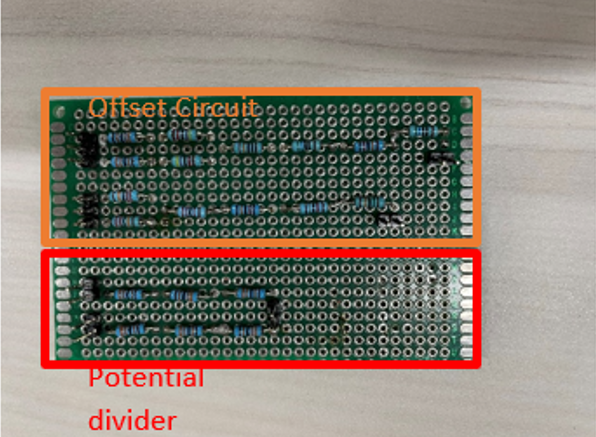 Offset Circuit
Potential
divider